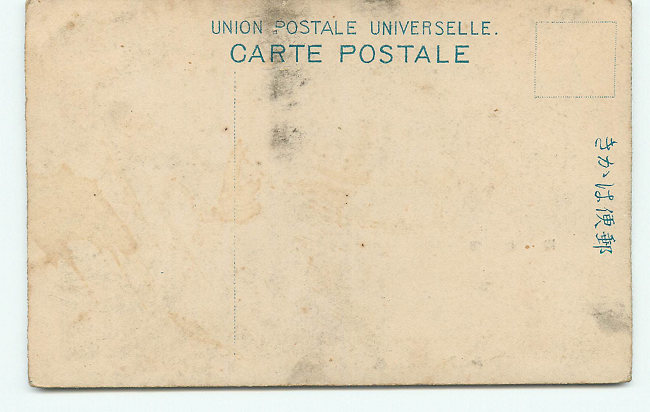 UNION POSTALE UNIVERSELLE.
CARTE POSTALE
郵便はかき